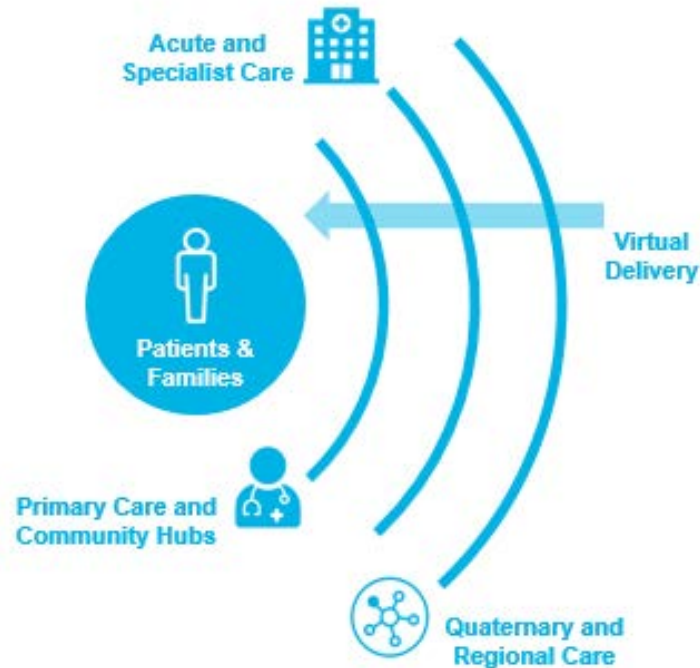 Acute and
Specialist Care
Virtual
Delivery
Patients &
Families
Primary Care and
Community Hubs
Quaternary and
Regional Care